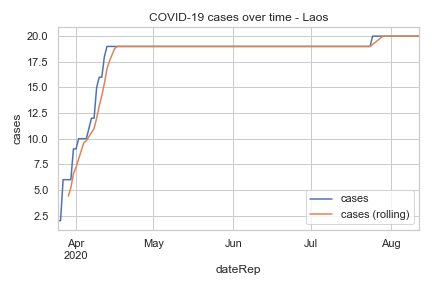 COVID-19 cases over time - Laos
20.0
17.5
15.0
12.5
10.0
7.5
5.0
2.5
cases
cases
cases (rolling)
Apr
2020
May
Jun
Jul
Aug
dateRep